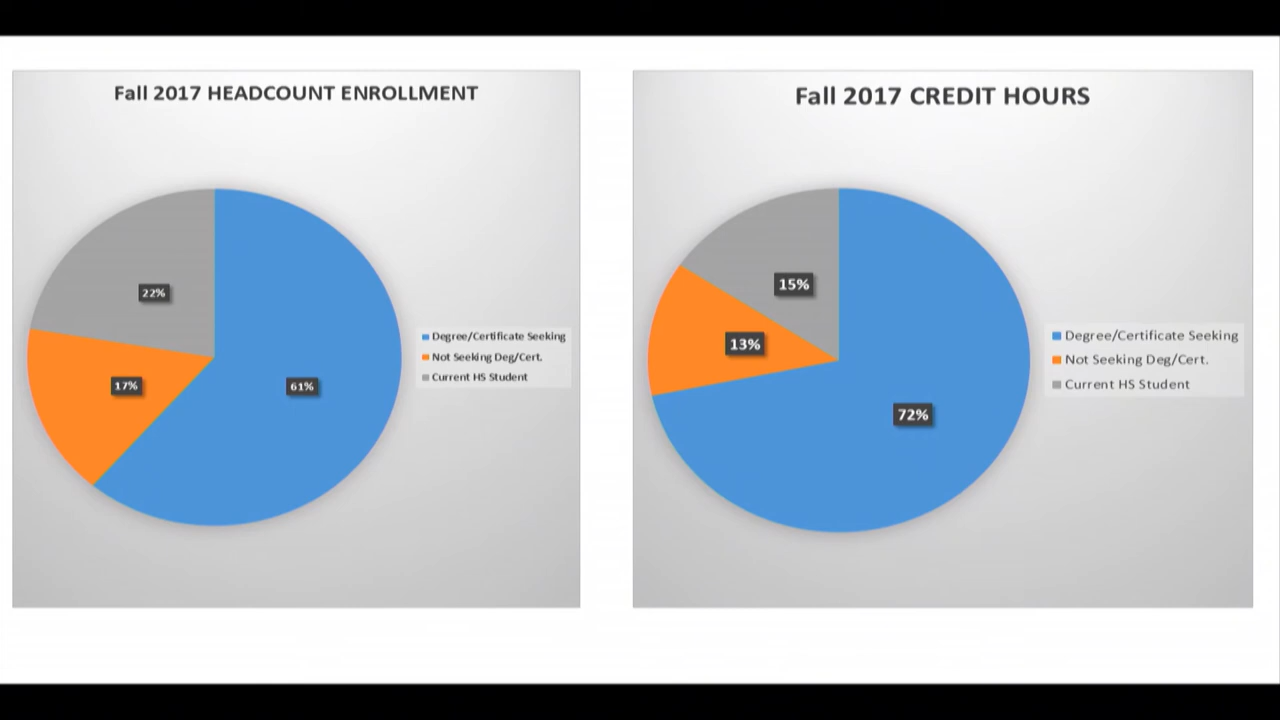 Fall 2017 HEADCOUNT ENROLLMENT
22%
17%
61%
Degree/Certificate Seeking
Not Seeking Deg/Cert.
Current HS Student
Fall 2017 CREDIT HOURS
15%
13%
72%
Degree/Certificate Seeking
Not Seeking Deg/Cert.
Current HS Student